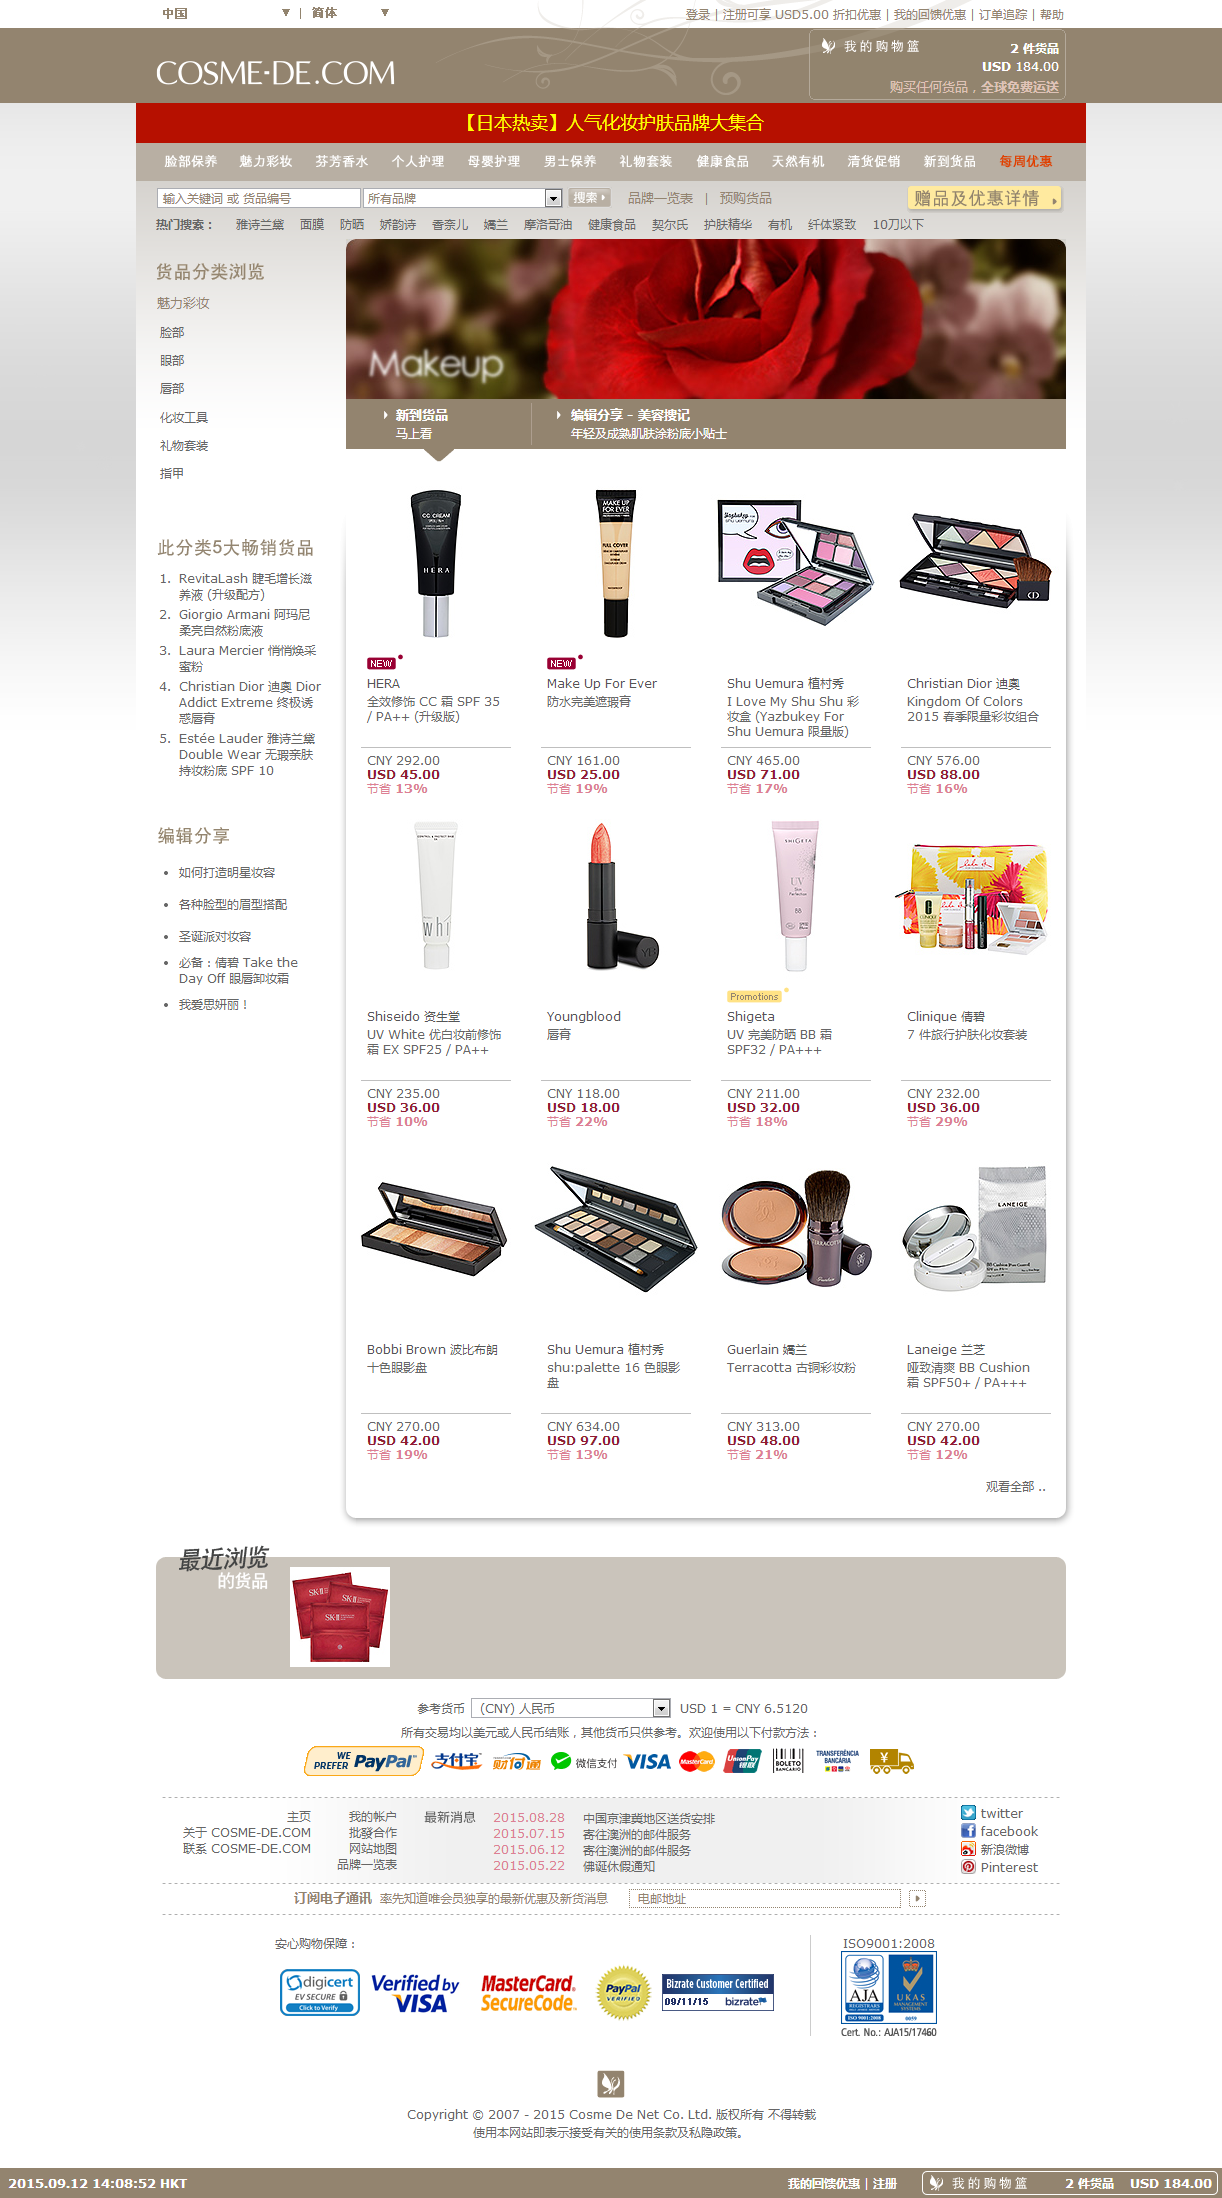 中国 ▼ | 简体 ▼
登录 | 注册可享 USD5.00 折扣优惠 | 我的回馈优惠 | 订单追踪 | 帮助
COSME-DE.COM
我的购物篮 2 件货品
USD 184.00
购买任何货品，全球免费运送
【日本热卖】人气化妆护肤品牌大集合
脸部保养 魅力彩妆 芬芳香水 个人护理 母婴护理 男士保养 礼物套装 健康食品 天然有机 清货促销 新到货品 每周优惠
输入关键词 或 货品编号 所有品牌 搜索 品牌一览表 | 预购货品 赠品及优惠详情
热门搜索： 雅诗兰黛 面膜 防晒 娇韵诗 香奈儿 嬌兰 摩洛哥油 健康食品 契尔氏 护肤精华 有机 纤体紧致 10刀以下
货品分类浏览
魅力彩妆
脸部
眼部
唇部
化妆工具
礼物套装
指甲
此分类5大畅销货品
1. RevitaLash 睫毛增长滋
养液 (升级配方)
2. Giorgio Armani 阿玛尼
柔亮自然粉底液
3. Laura Mercier 悄悄焕采
蜜粉
4. Christian Dior 迪奥 Dior
Addict Extreme 终极诱
惑唇膏
5. Estée Lauder 雅诗兰黛
Double Wear 无瑕亲肤
持妆粉底 SPF 10
编辑分享
• 如何打造明星妆容
• 各种脸型的眉型搭配
• 圣诞派对妆容
• 必备：倩碧 Take the
Day Off 眼唇卸妆霜
• 我爱思妍丽！
Makeup
新到货品
马上看
编辑分享 - 美容搜记
年轻及成熟肌肤涂粉底小贴士
CC CREAM
HERA
MAKE UP
FOR EVER
FULL COVER
Yazbukey
shu uemura
NEW
HERA
全效修饰 CC 霜 SPF 35
/ PA++ (升级版)
CNY 292.00
USD 45.00
节省 13%
NEW
Make Up For Ever
防水完美遮瑕膏
CNY 161.00
USD 25.00
节省 19%
Shu Uemura 植村秀
I Love My Shu Shu 彩
妆盒 (Yazbukey For
Shu Uemura 限量版)
CNY 465.00
USD 71.00
节省 17%
Christian Dior 迪奥
Kingdom Of Colors
2015 春季限量彩妆组合
CNY 576.00
USD 88.00
节省 16%
whi
SHIGETA
UV
BB
CLINIQUE
Shiseido 资生堂
UV White 优白妆前修饰
霜 EX SPF25 / PA++
CNY 235.00
USD 36.00
节省 10%
Youngblood
唇膏
CNY 118.00
USD 18.00
节省 22%
Promotions
Shigeta
UV 完美防晒 BB 霜
SPF32 / PA+++
CNY 211.00
USD 32.00
节省 18%
Clinique 倩碧
7 件旅行护肤化妆套装
CNY 232.00
USD 36.00
节省 29%
TERRACOTTA
Guerlain
LANEIGE
Bobbi Brown 波比布朗
十色眼影盘
CNY 270.00
USD 42.00
节省 19%
Shu Uemura 植村秀
shu:palette 16 色眼影
盘
CNY 634.00
USD 97.00
节省 13%
Guerlain 嬌兰
Terracotta 古铜彩妆粉
CNY 313.00
USD 48.00
节省 21%
Laneige 兰芝
哑致清爽 BB Cushion
霜 SPF50+ / PA+++
CNY 270.00
USD 42.00
节省 12%
观看全部 ..
最近浏览
的货品
SK-II
SK-II
SK-II
参考货币 (CNY) 人民币 USD 1 = CNY 6.5120
所有交易均以美元或人民币结账，其他货币只供参考。欢迎使用以下付款方法：
WE PREFER PayPal 支付宝 财付通 微信支付 VISA MasterCard UnionPay 银联 BOLETO BANCÁRIO TRANSFERÊNCIA BANCÁRIA ¥
主页
关于 COSME-DE.COM
联系 COSME-DE.COM
我的帐户
批發合作
网站地图
品牌一览表
最新消息
2015.08.28 中国京津冀地区送货安排
2015.07.15 寄往澳洲的邮件服务
2015.06.12 寄往澳洲的邮件服务
2015.05.22 佛诞休假通知
twitter
facebook
新浪微博
Pinterest
订阅电子通讯 率先知道唯会员独享的最新优惠及新货消息 电邮地址
安心购物保障：
digicert
EV SECURE
Click to Verify
Verified by
VISA
MasterCard.
SecureCode.
PayPal
VERIFIED
Bizrate Customer Certified
09/11/15 bizrate
ISO9001:2008
AJA
REGISTRARS
ISO 9001:2008
UKAS
MANAGEMENT
SYSTEMS
0059
Cert. No.: AJA15/17460
Copyright © 2007 - 2015 Cosme De Net Co. Ltd. 版权所有 不得转载
使用本网站即表示接受有关的使用条款及私隐政策。
2015.09.12 14:08:52 HKT 我的回馈优惠 | 注册 我的购物篮 2 件货品 USD 184.00